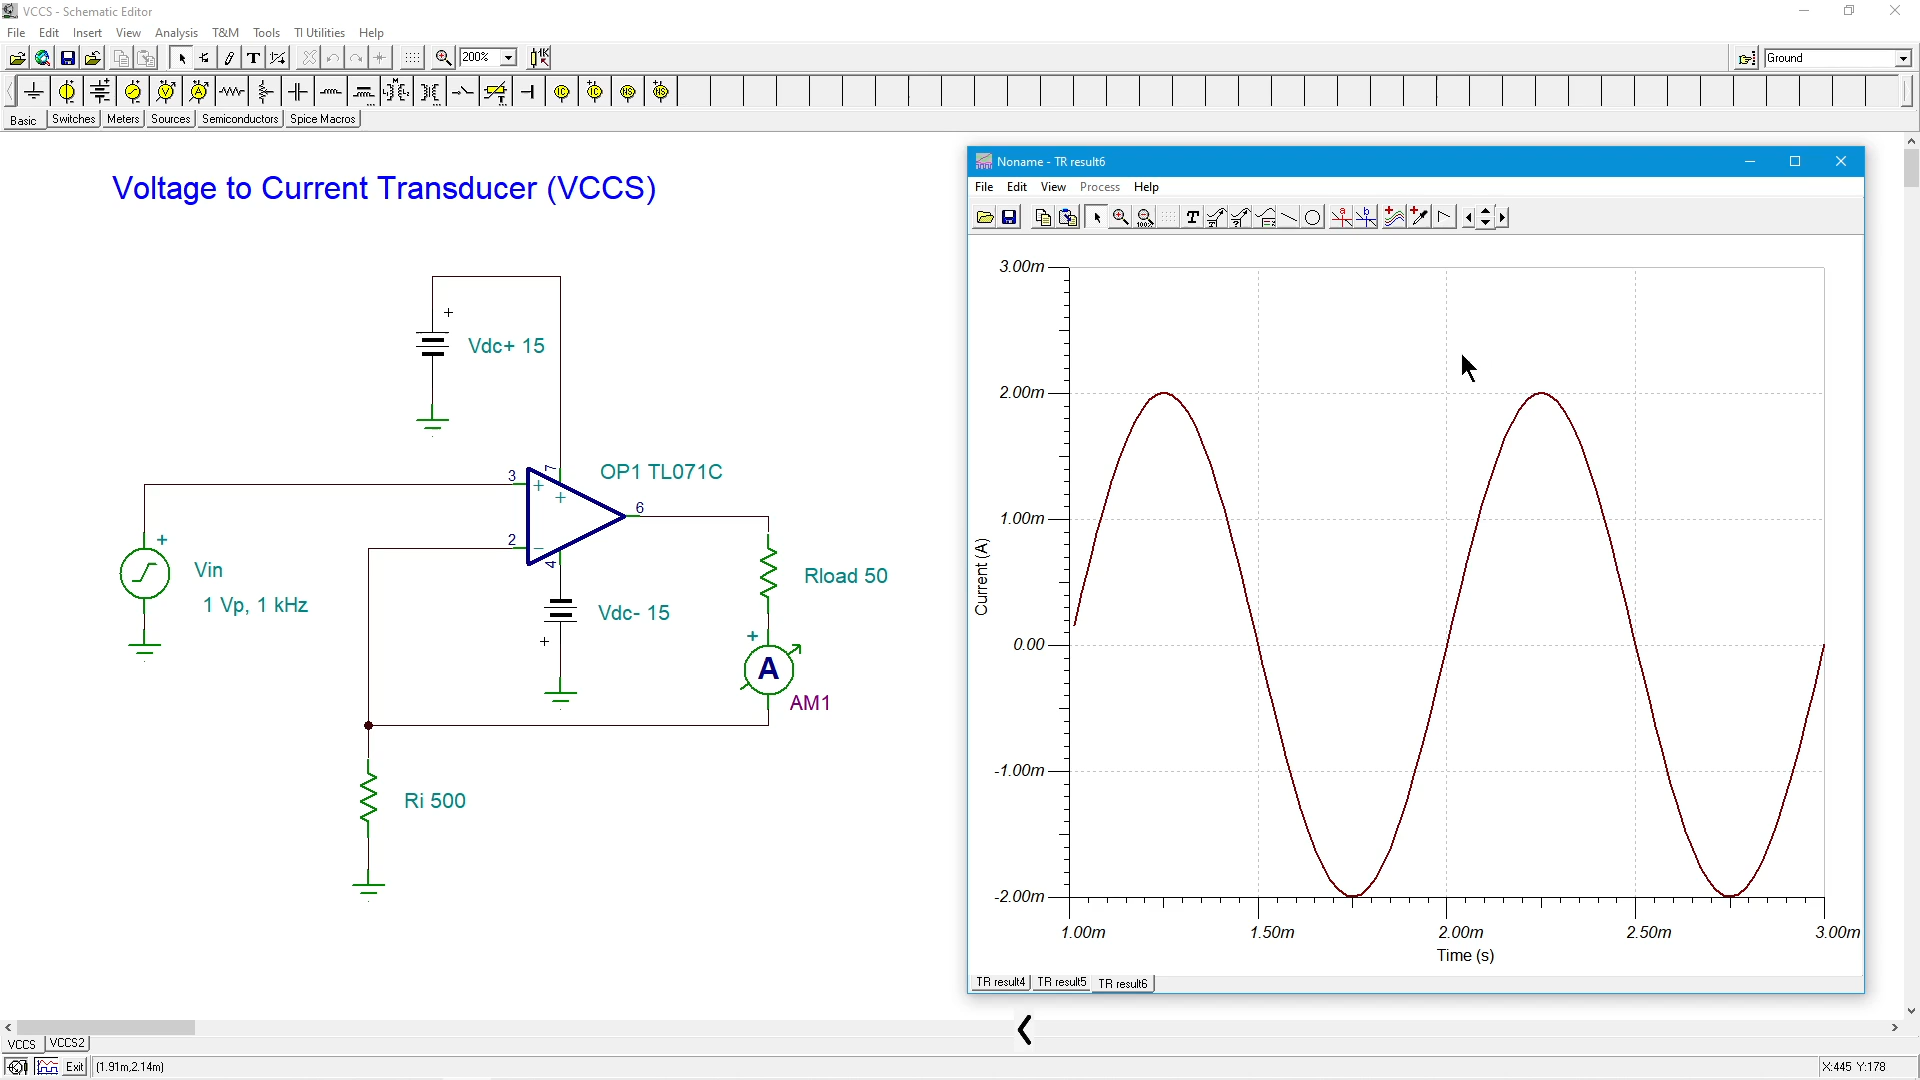 VCCS - Schematic Editor
File Edit Insert View Analysis T&M Tools TI Utilities Help
200%
Ground
Basic Switches Meters Sources Semiconductors Spice Macros
Voltage to Current Transducer (VCCS)
+
Vdc+ 15
OP1 TL071C
3
7
+
+
6
2
-
4
+
Vin
1 Vp, 1 kHz
Vdc- 15
+
Rload 50
+
A
AM1
Ri 500
Noname - TR result6
File Edit View Process Help
3.00m
2.00m
1.00m
0.00
-1.00m
-2.00m
Current (A)
1.00m 1.50m 2.00m 2.50m 3.00m
Time (s)
TR result4 TR result5 TR result6
VCCS VCCS2
Exit (1.91m,2.14m) X:445 Y:178